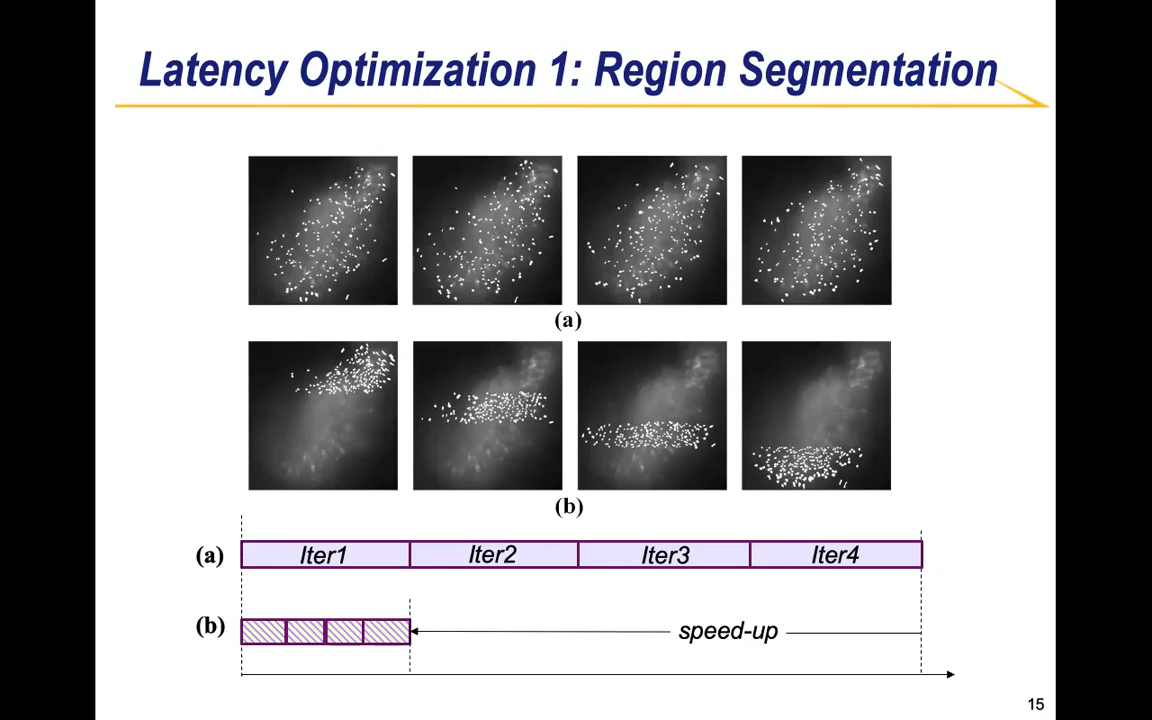 Latency Optimization 1: Region Segmentation
(a)
(b)
(a) Iter1 Iter2 Iter3 Iter4
(b) speed-up
15